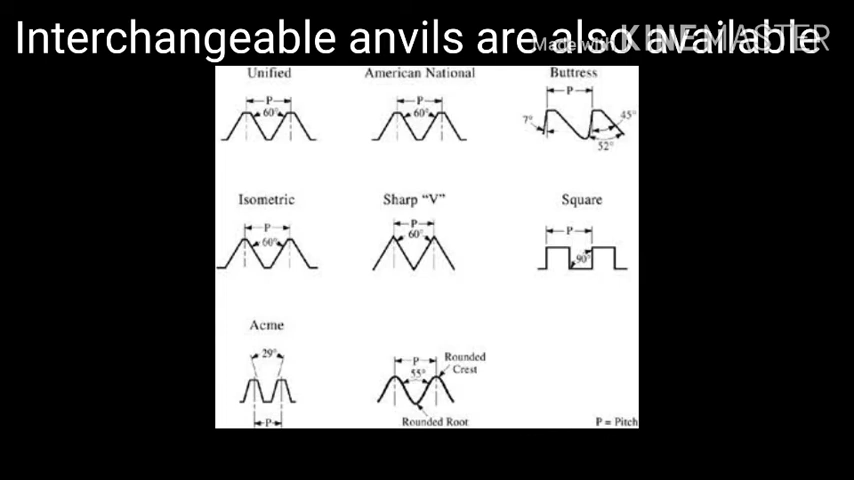 Interchangeable anvils are also available
Made with KINEMASTER
Unified American National Buttress
P P P
60° 60° 7° 45°
52°
Isometric Sharp "V" Square
P P P
60° 60° 90°
Acme
29° P Rounded
Crest
55°
P Rounded Root P = Pitch